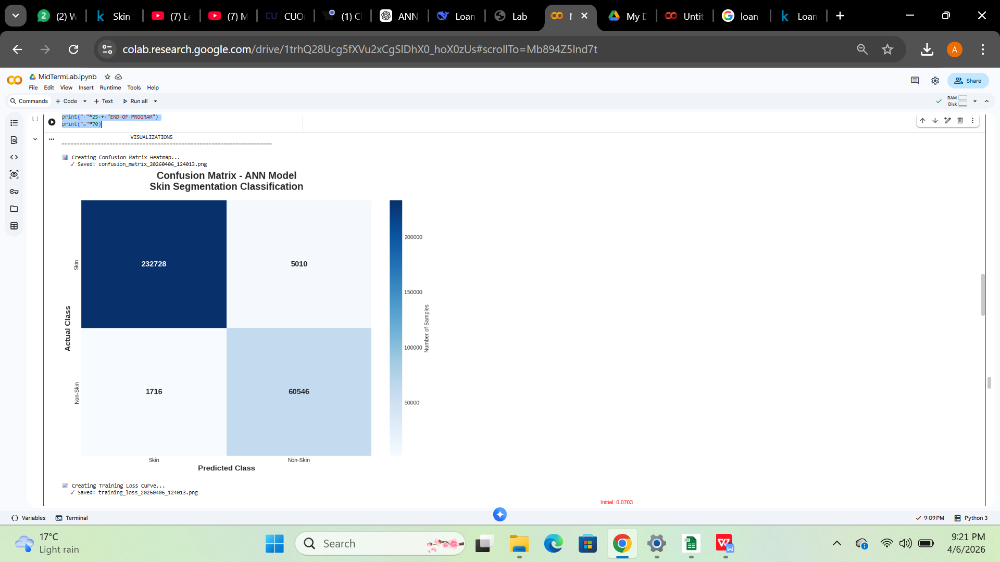 (2) W
Skin
(7) Le
(7) M
CUO
(1) C
ANN
Loan
Lab
My D
Untit
loan
Loan
colab.research.google.com/drive/1trhQ28Ucg5fXVu2xCgSlDhX0_hoX0zUs#scrollTo=Mb894Z5lnd7t
A
MidTermLab.ipynb
File Edit View Insert Runtime Tools Help
Share
Commands + Code + Text Run all
RAM
Disk
[ ]
print(" "*25 + "END OF PROGRAM")
print("="*70)
VISUALIZATIONS
======================================================================
Creating Confusion Matrix Heatmap...
✓ Saved: confusion_matrix_20260406_124013.png
Confusion Matrix - ANN Model
Skin Segmentation Classification
Actual Class
Skin
Non-Skin
232728 5010
1716 60546
Skin Non-Skin
Predicted Class
200000
150000
100000
50000
Number of Samples
Creating Training Loss Curve...
✓ Saved: training_loss_20260406_124013.png
Initial: 0.0703
Variables Terminal
9:09 PM Python 3
17°C
Light rain
Search
9:21 PM
4/6/2026